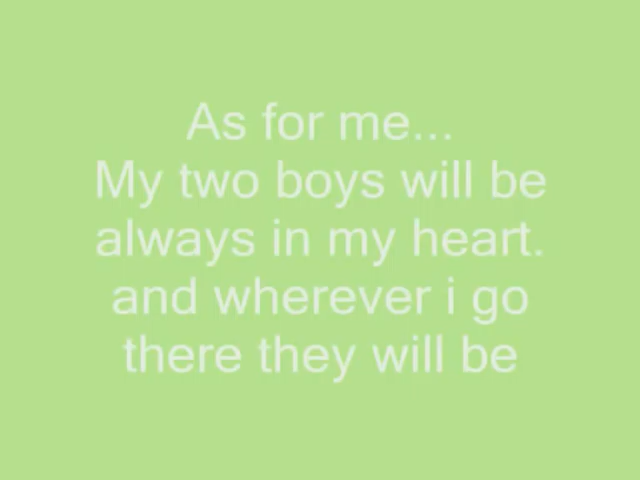 As for me...
My two boys will be
always in my heart.
and wherever i go
there they will be